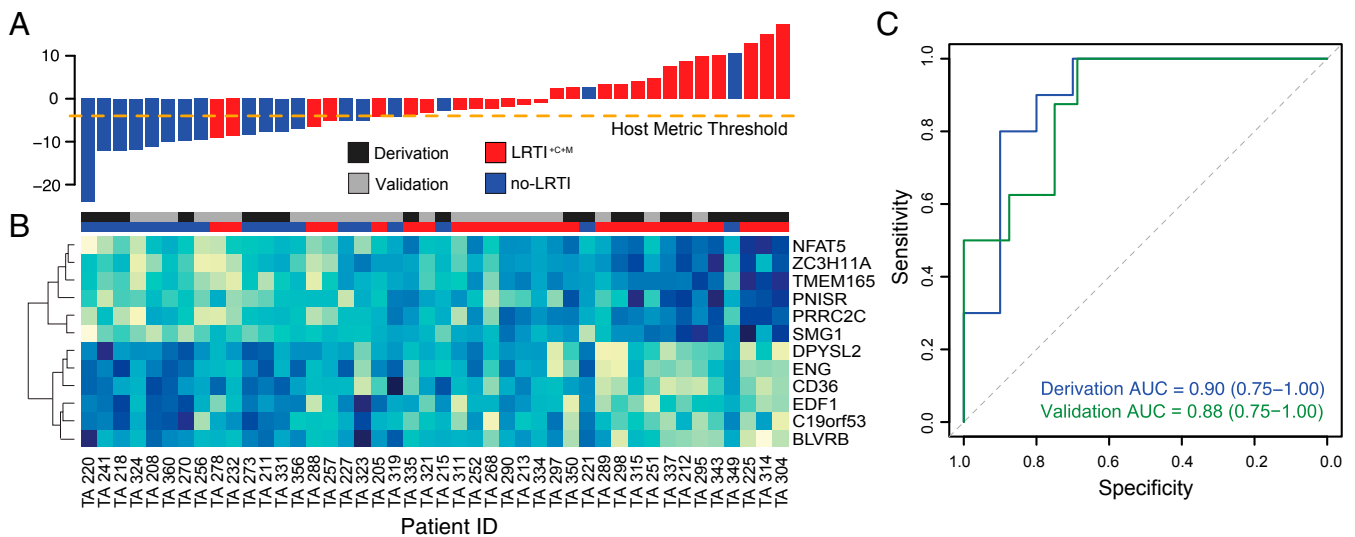 A
10
0
−10
−20
Host Metric Threshold
Derivation
LRTI+C+M
Validation
no-LRTI
B
NFAT5
ZC3H11A
TMEM165
PNISR
PRRC2C
SMG1
DPYSL2
ENG
CD36
EDF1
C19orf53
BLVRB
TA 220
TA 241
TA 218
TA 324
TA 208
TA 360
TA 270
TA 256
TA 278
TA 232
TA 273
TA 211
TA 331
TA 356
TA 288
TA 257
TA 227
TA 323
TA 205
TA 319
TA 335
TA 321
TA 215
TA 311
TA 252
TA 268
TA 290
TA 213
TA 334
TA 297
TA 350
TA 221
TA 289
TA 298
TA 315
TA 251
TA 337
TA 212
TA 295
TA 343
TA 349
TA 225
TA 314
TA 304
Patient ID
C
Sensitivity
1.0
0.8
0.6
0.4
0.2
0.0
Derivation AUC = 0.90 (0.75−1.00)
Validation AUC = 0.88 (0.75−1.00)
1.0 0.8 0.6 0.4 0.2 0.0
Specificity